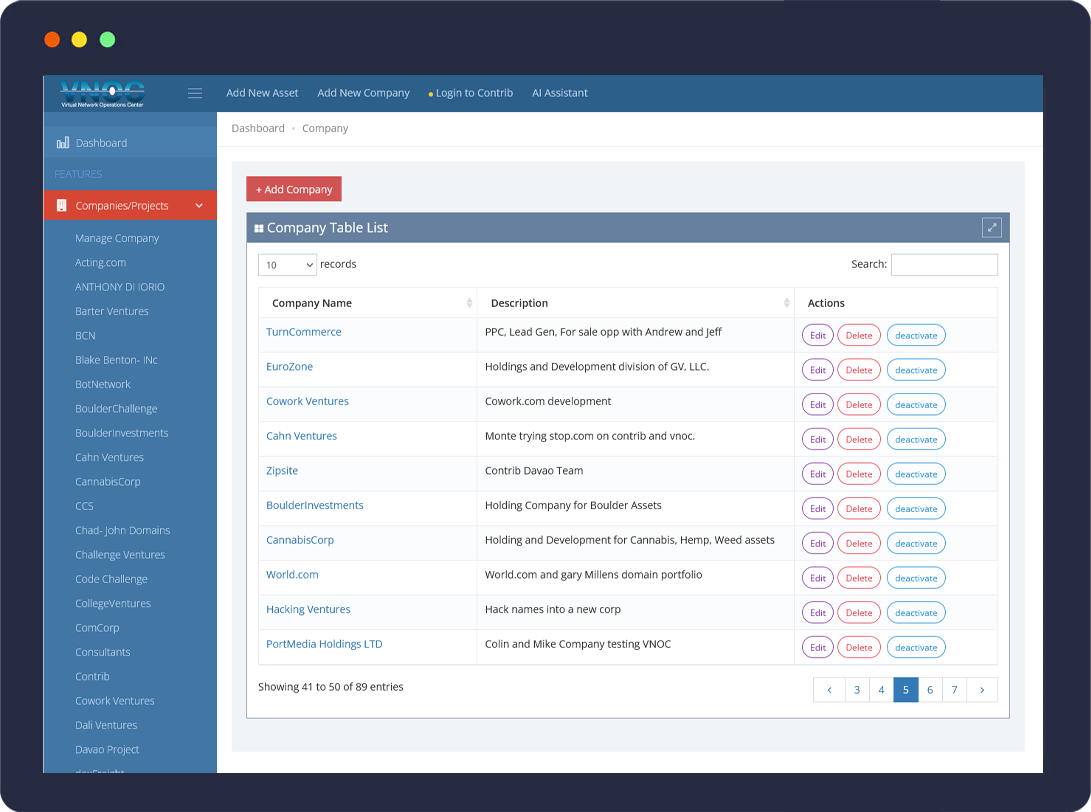 VNOC
Virtual Network Operations Center
Add New Asset Add New Company Login to Contrib AI Assistant
Dashboard
FEATURES
Companies/Projects
Manage Company
Acting.com
ANTHONY DI IORIO
Barter Ventures
BCN
Blake Benton- INc
BotNetwork
BoulderChallenge
BoulderInvestments
Cahn Ventures
CannabisCorp
CCS
Chad- John Domains
Challenge Ventures
Code Challenge
CollegeVentures
ComCorp
Consultants
Contrib
Cowork Ventures
Dali Ventures
Davao Project
Dashboard Company
+ Add Company
Company Table List
10 records Search:
Company Name Description Actions
TurnCommerce PPC, Lead Gen, For sale opp with Andrew and Jeff Edit Delete deactivate
EuroZone Holdings and Development division of GV, LLC. Edit Delete deactivate
Cowork Ventures Cowork.com development Edit Delete deactivate
Cahn Ventures Monte trying stop.com on contrib and vnoc. Edit Delete deactivate
Zipsite Contrib Davao Team Edit Delete deactivate
BoulderInvestments Holding Company for Boulder Assets Edit Delete deactivate
CannabisCorp Holding and Development for Cannabis, Hemp, Weed assets Edit Delete deactivate
World.com World.com and gary Millens domain portfolio Edit Delete deactivate
Hacking Ventures Hack names into a new corp Edit Delete deactivate
PortMedia Holdings LTD Colin and Mike Company testing VNOC Edit Delete deactivate
Showing 41 to 50 of 89 entries ‹ 3 4 5 6 7 ›